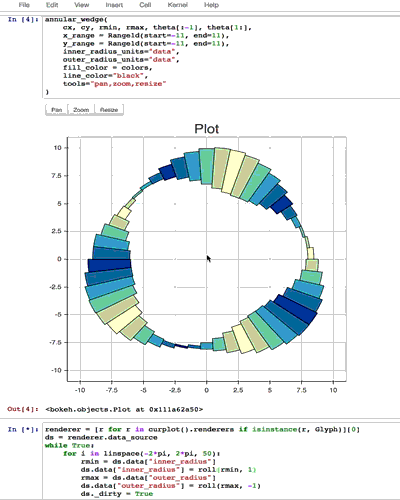 File Edit View Insert Cell Kernel Help
In [4]: annular_wedge(
cx, cy, rmin, rmax, theta[:-1], theta[1:],
x_range = Range1d(start=-11, end=11),
y_range = Range1d(start=-11, end=11),
inner_radius_units="data",
outer_radius_units="data",
fill_color = colors,
line_color="black",
tools="pan,zoom,resize"
)
Pan Zoom Resize
Plot
10
7.5
5
2.5
0
-2.5
-5
-7.5
-10
-10 -7.5 -5 -2.5 0 2.5 5 7.5 10
Out[4]: <bokeh.objects.Plot at 0x111a62a50>
In [*]: renderer = [r for r in curplot().renderers if isinstance(r, Glyph)][0]
ds = renderer.data_source
while True:
for i in linspace(-2*pi, 2*pi, 50):
rmin = ds.data["inner_radius"]
ds.data["inner_radius"] = roll(rmin, 1)
rmax = ds.data["outer_radius"]
ds.data["outer_radius"] = roll(rmax, -1)
ds._dirty = True